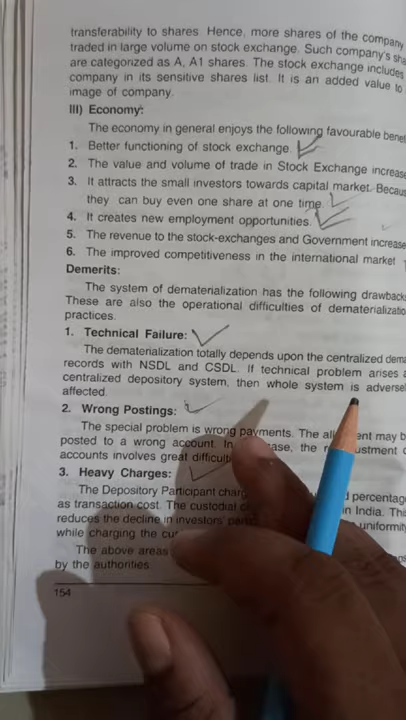 transferability to shares. Hence, more shares of the company
traded in large volume on stock exchange. Such company's
are categorized as A, A1 shares. The stock exchange includes
company in its sensitive shares list. It is an added value to
image of company.
III) Economy:
The economy in general enjoys the following favourable
1. Better functioning of stock exchange.
2. The value and volume of trade in Stock Exchange
3. It attracts the small investors towards capital market.
they can buy even one share at one time.
4. It creates new employment opportunities.
5. The revenue to the stock-exchanges and Government
6. The improved competitiveness in the international market
Demerits:
The system of dematerialization has the following
These are also the operational difficulties of
practices.
1. Technical Failure:
The dematerialization totally depends upon the centralized
records with NSDL and CSDL. If technical problem arises
centralized depository system, then whole system is
affected.
2. Wrong Postings:
The special problem is wrong payments. The may
posted to a wrong account. In the
accounts involves great
3. Heavy Charges:
The Depository Participant
as transaction cost. The custodial in India.
reduces the decline in investors'
while charging the
The above areas
by the authorities.
154